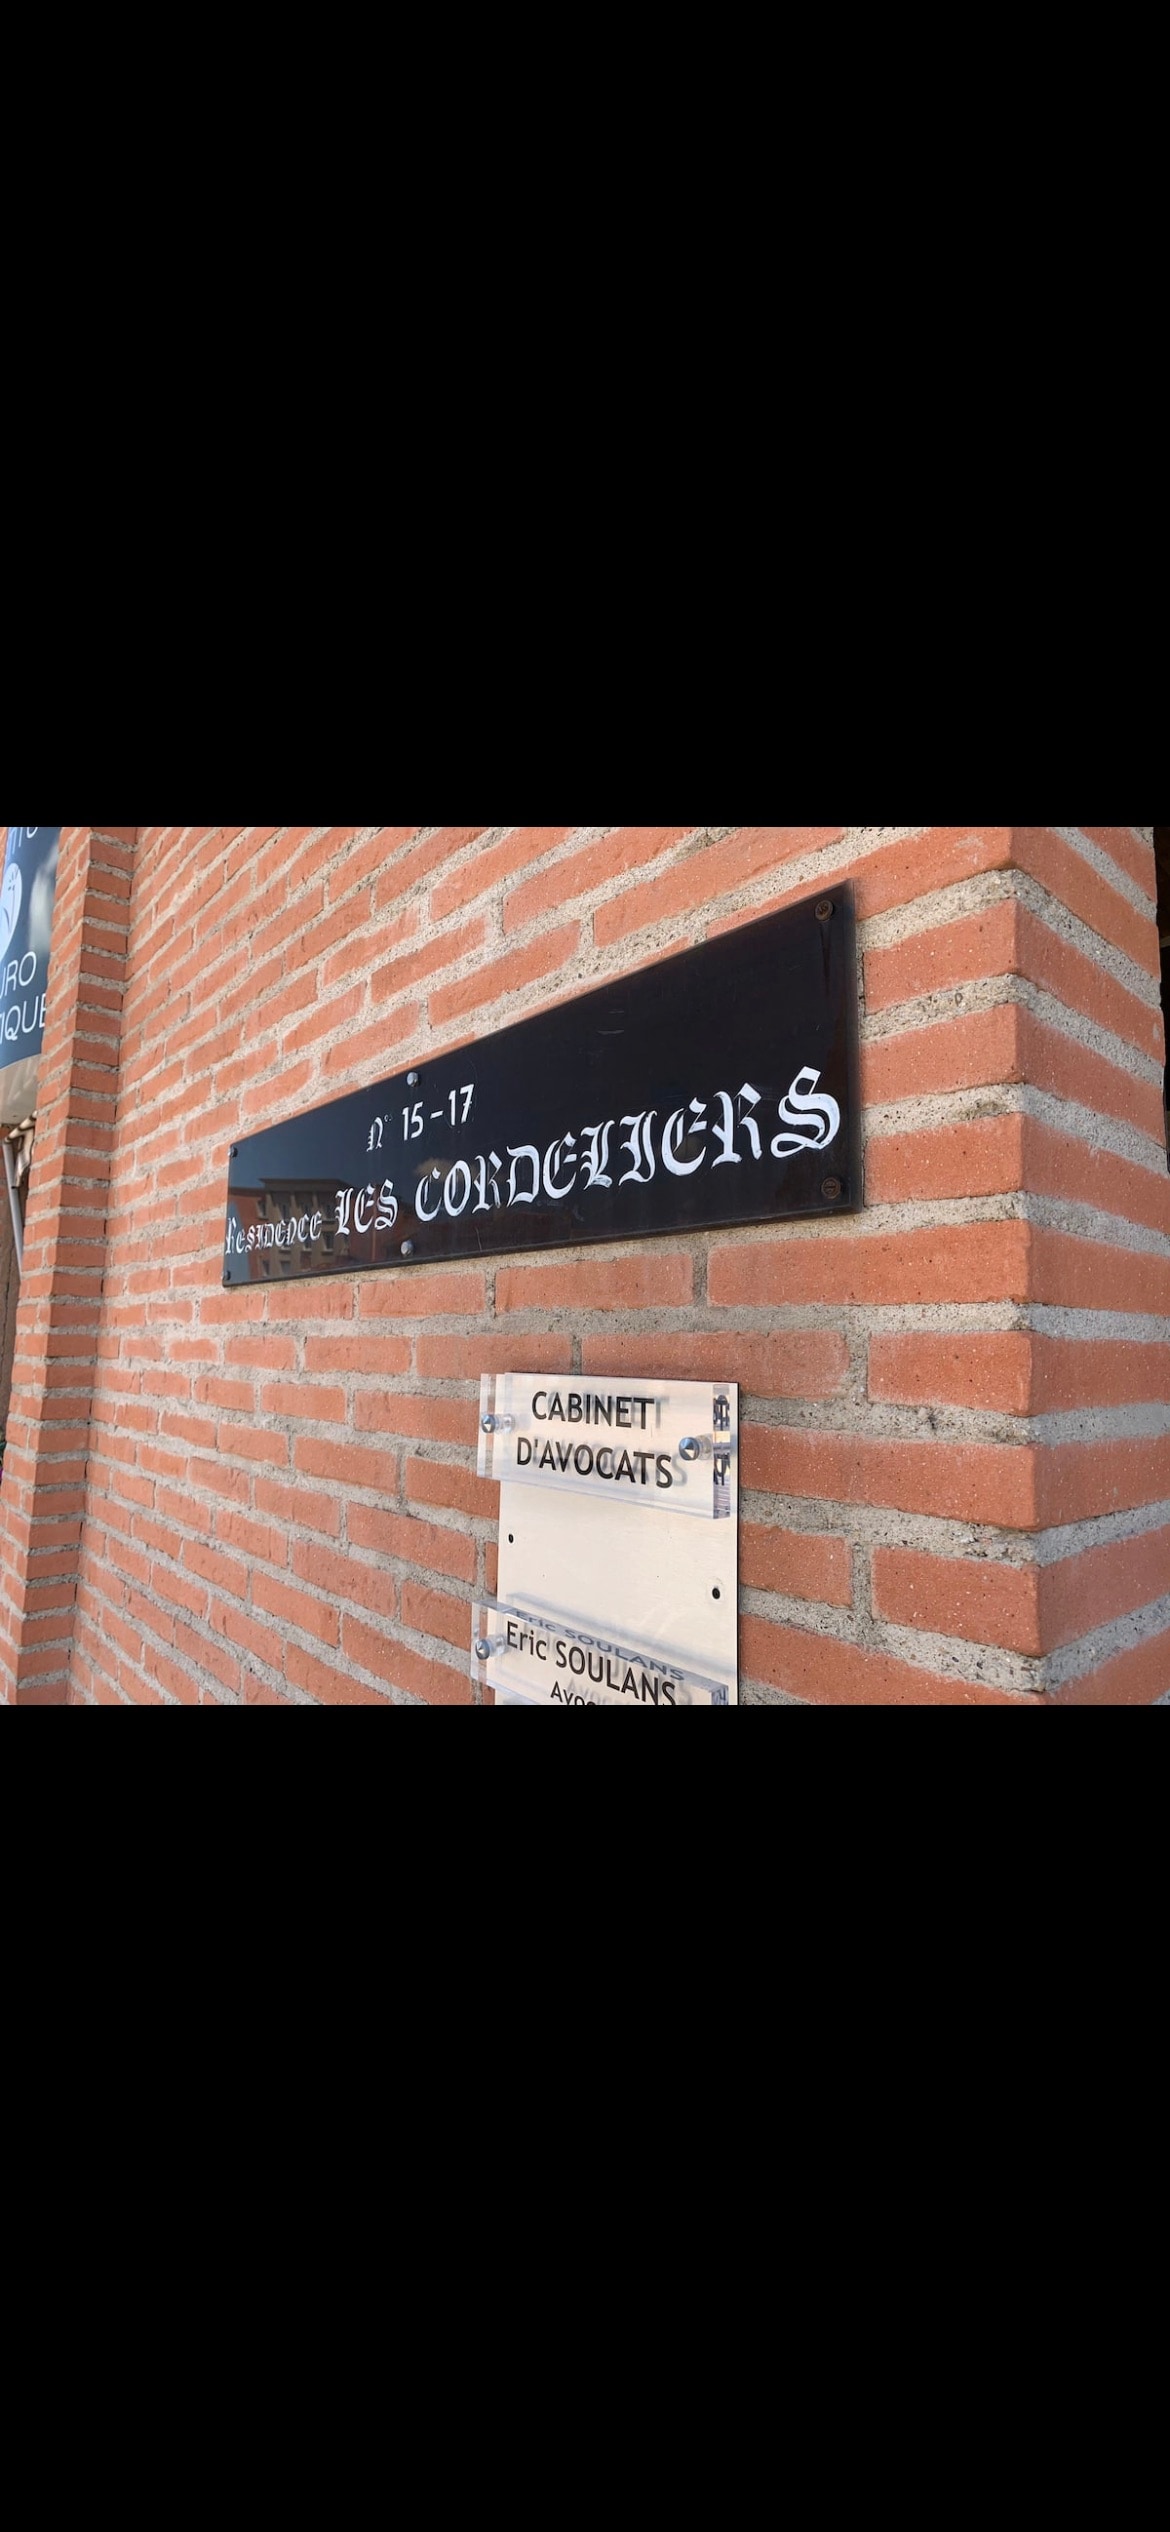 N° 15-17
RESIDENCE LES CORDELIERS
CABINET
D'AVOCATS
Eric SOULANS